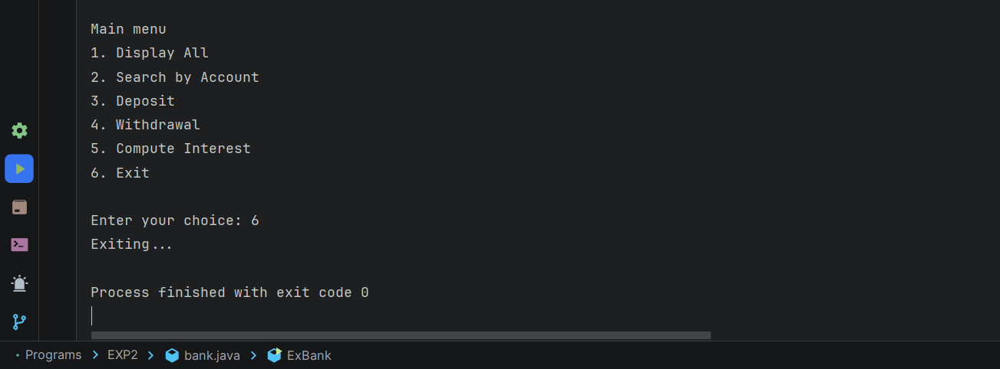 Main menu
1. Display All
2. Search by Account
3. Deposit
4. Withdrawal
5. Compute Interest
6. Exit
Enter your choice: 6
Exiting...
Process finished with exit code 0
Programs > EXP2 > bank.java > ExBank